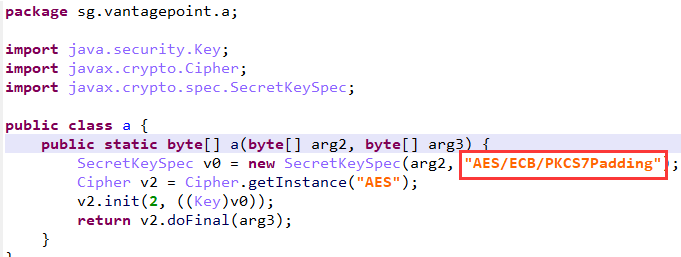 package sg.vantagepoint.a;
import java.security.Key;
import javax.crypto.Cipher;
import javax.crypto.spec.SecretKeySpec;
public class a {
public static byte[] a(byte[] arg2, byte[] arg3) {
SecretKeySpec v0 = new SecretKeySpec(arg2, "AES/ECB/PKCS7Padding");
Cipher v2 = Cipher.getInstance("AES");
v2.init(2, ((Key)v0));
return v2.doFinal(arg3);
}
}